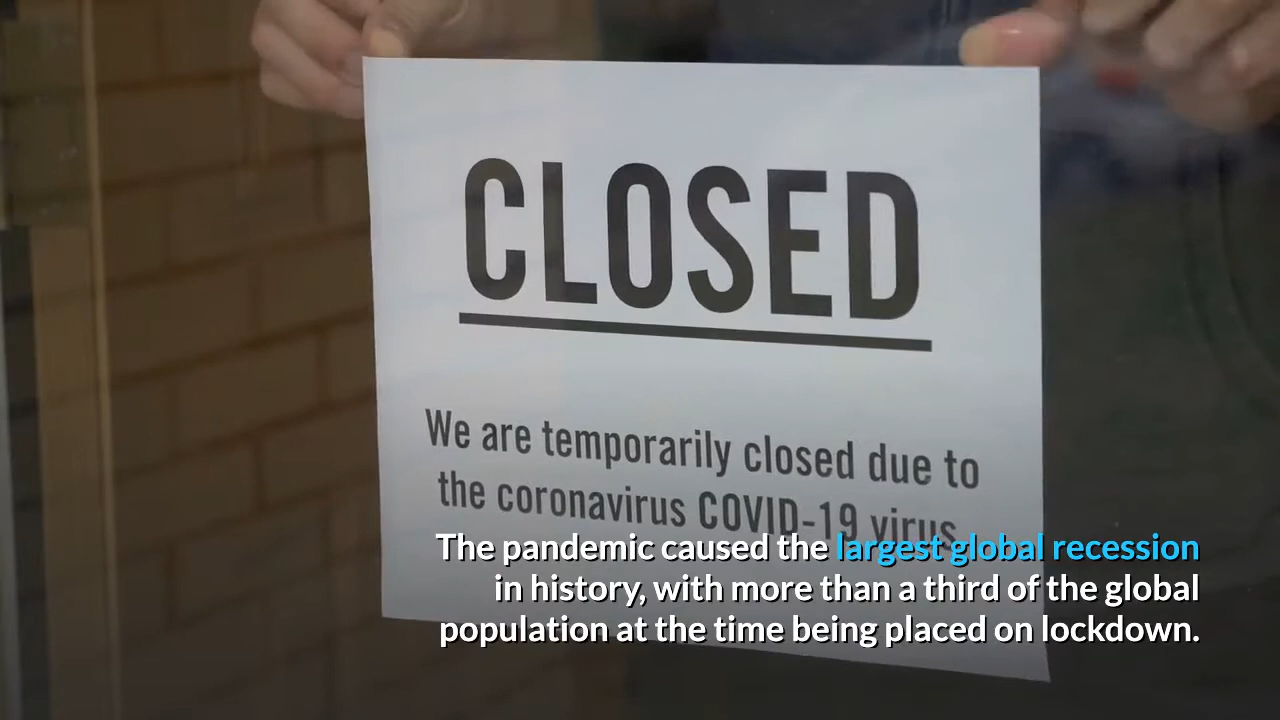 CLOSED
We are temporarily closed due to
the coronavirus COVID-19 virus
The pandemic caused the largest global recession
in history, with more than a third of the global
population at the time being placed on lockdown.